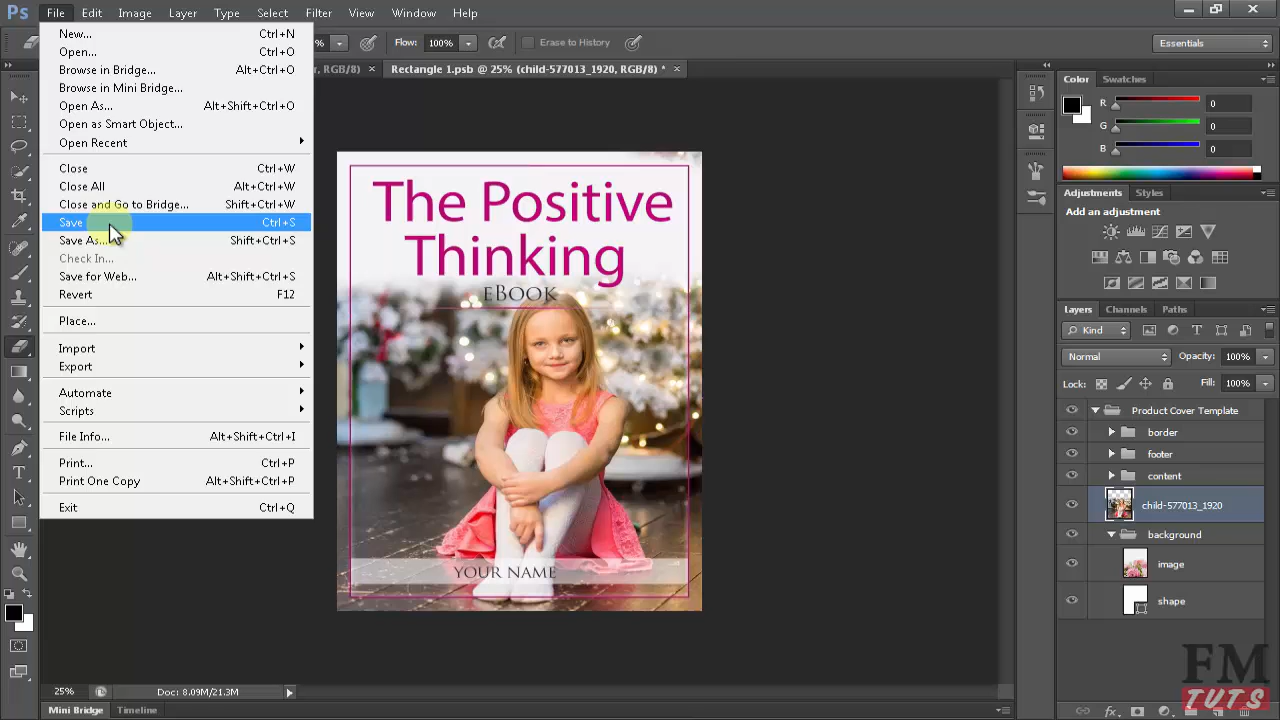 Ps File Edit Image Layer Type Select Filter View Window Help
% Flow: 100% Erase to History Essentials
r, RGB/8) × Rectangle 1.psb @ 25% (child-577013_1920, RGB/8) * ×
New... Ctrl+N
Open... Ctrl+O
Browse in Bridge... Alt+Ctrl+O
Browse in Mini Bridge...
Open As... Alt+Shift+Ctrl+O
Open as Smart Object...
Open Recent
Close Ctrl+W
Close All Alt+Ctrl+W
Close and Go to Bridge... Shift+Ctrl+W
Save Ctrl+S
Save As... Shift+Ctrl+S
Check In...
Save for Web... Alt+Shift+Ctrl+S
Revert F12
Place...
Import
Export
Automate
Scripts
File Info... Alt+Shift+Ctrl+I
Print... Ctrl+P
Print One Copy Alt+Shift+Ctrl+P
Exit Ctrl+Q
The Positive
Thinking
eBOOK
YOUR NAME
Color Swatches
R 0
G 0
B 0
Adjustments Styles
Add an adjustment
Layers Channels Paths
Kind
Normal Opacity: 100%
Lock: Fill: 100%
Product Cover Template
border
footer
content
child-577013_1920
background
image
shape
25% Doc: 8.09M/21.3M
Mini Bridge Timeline
FM
TUTS